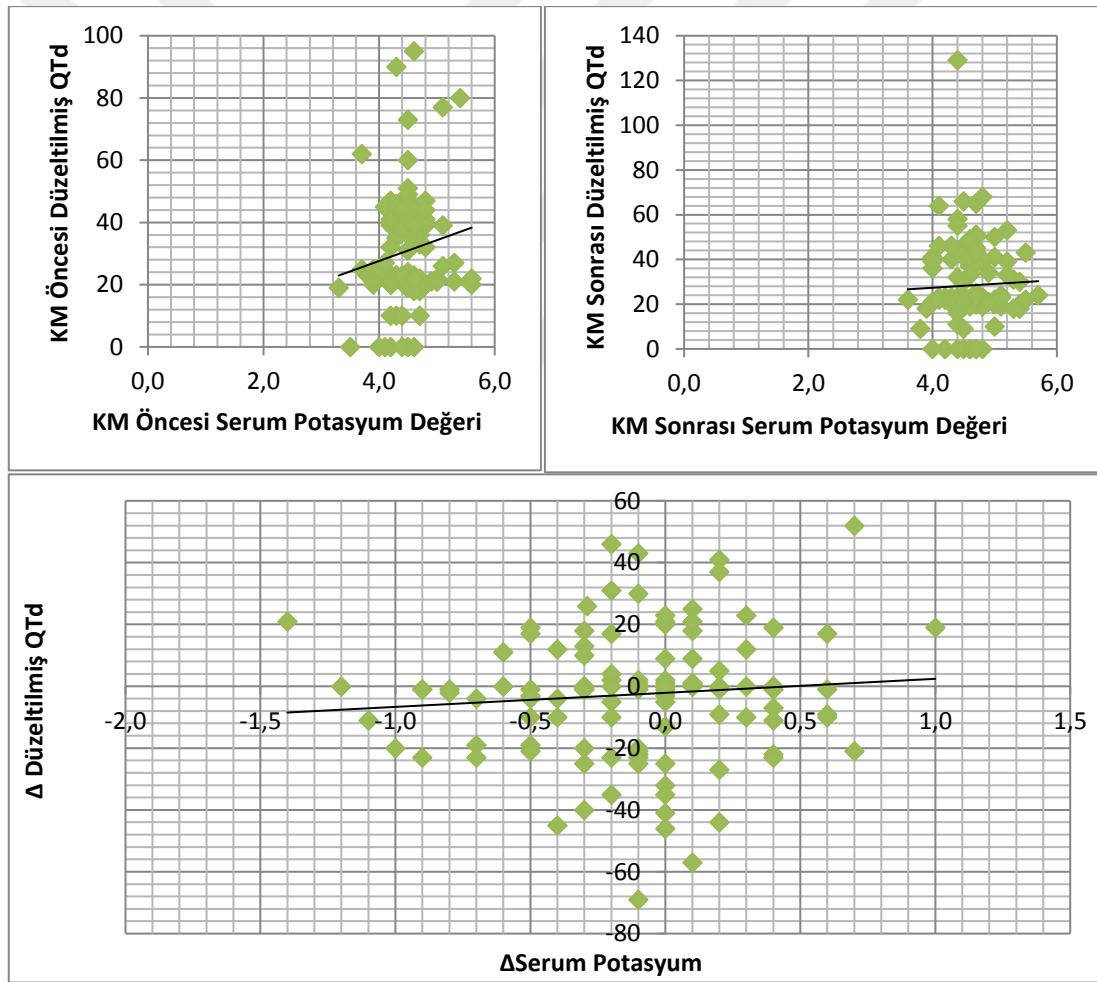 KM Öncesi Düzeltilmiş QTd
100
80
60
40
20
0
0,0 2,0 4,0 6,0
KM Öncesi Serum Potasyum Değeri
KM Sonrası Düzeltilmiş QTd
140
120
100
80
60
40
20
0
0,0 2,0 4,0 6,0
KM Sonrası Serum Potasyum Değeri
Δ Düzeltilmiş QTd
60
40
20
0
-20
-40
-60
-80
-2,0 -1,5 -1,0 -0,5 0,0 0,5 1,0 1,5
ΔSerum Potasyum